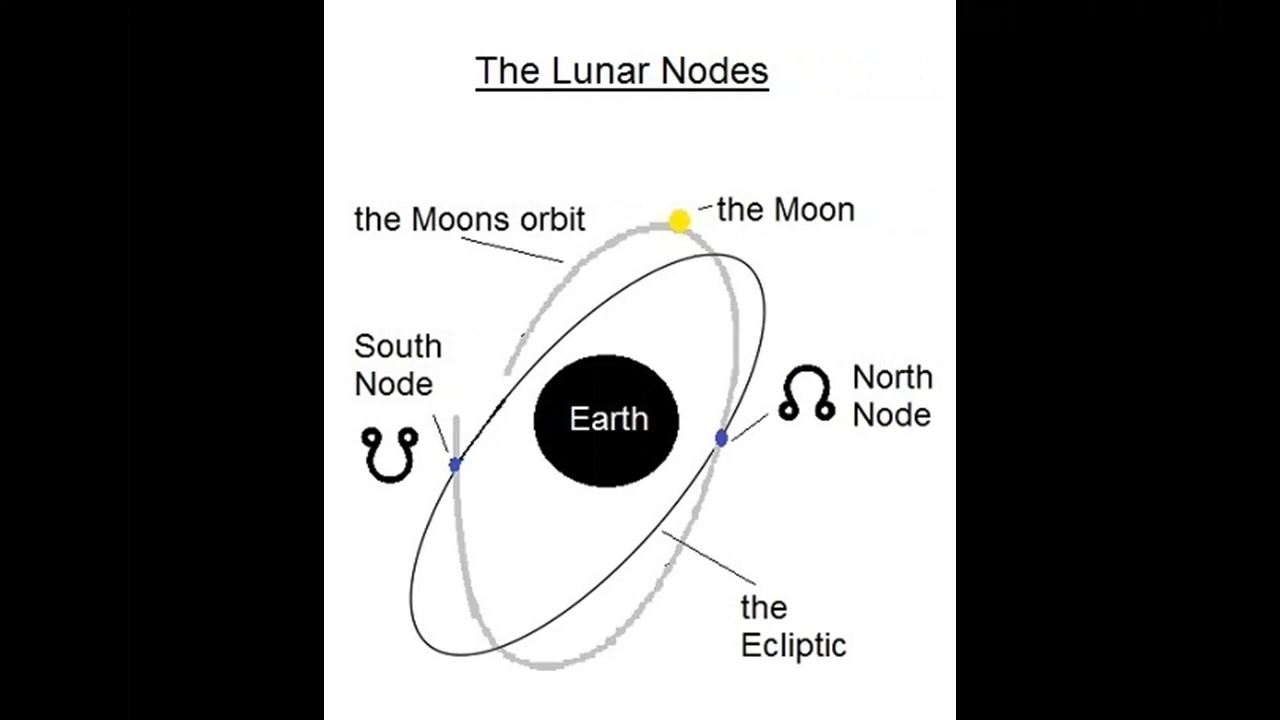 The Lunar Nodes
the Moons orbit
the Moon
South
Node
Earth
North
Node
the
Ecliptic